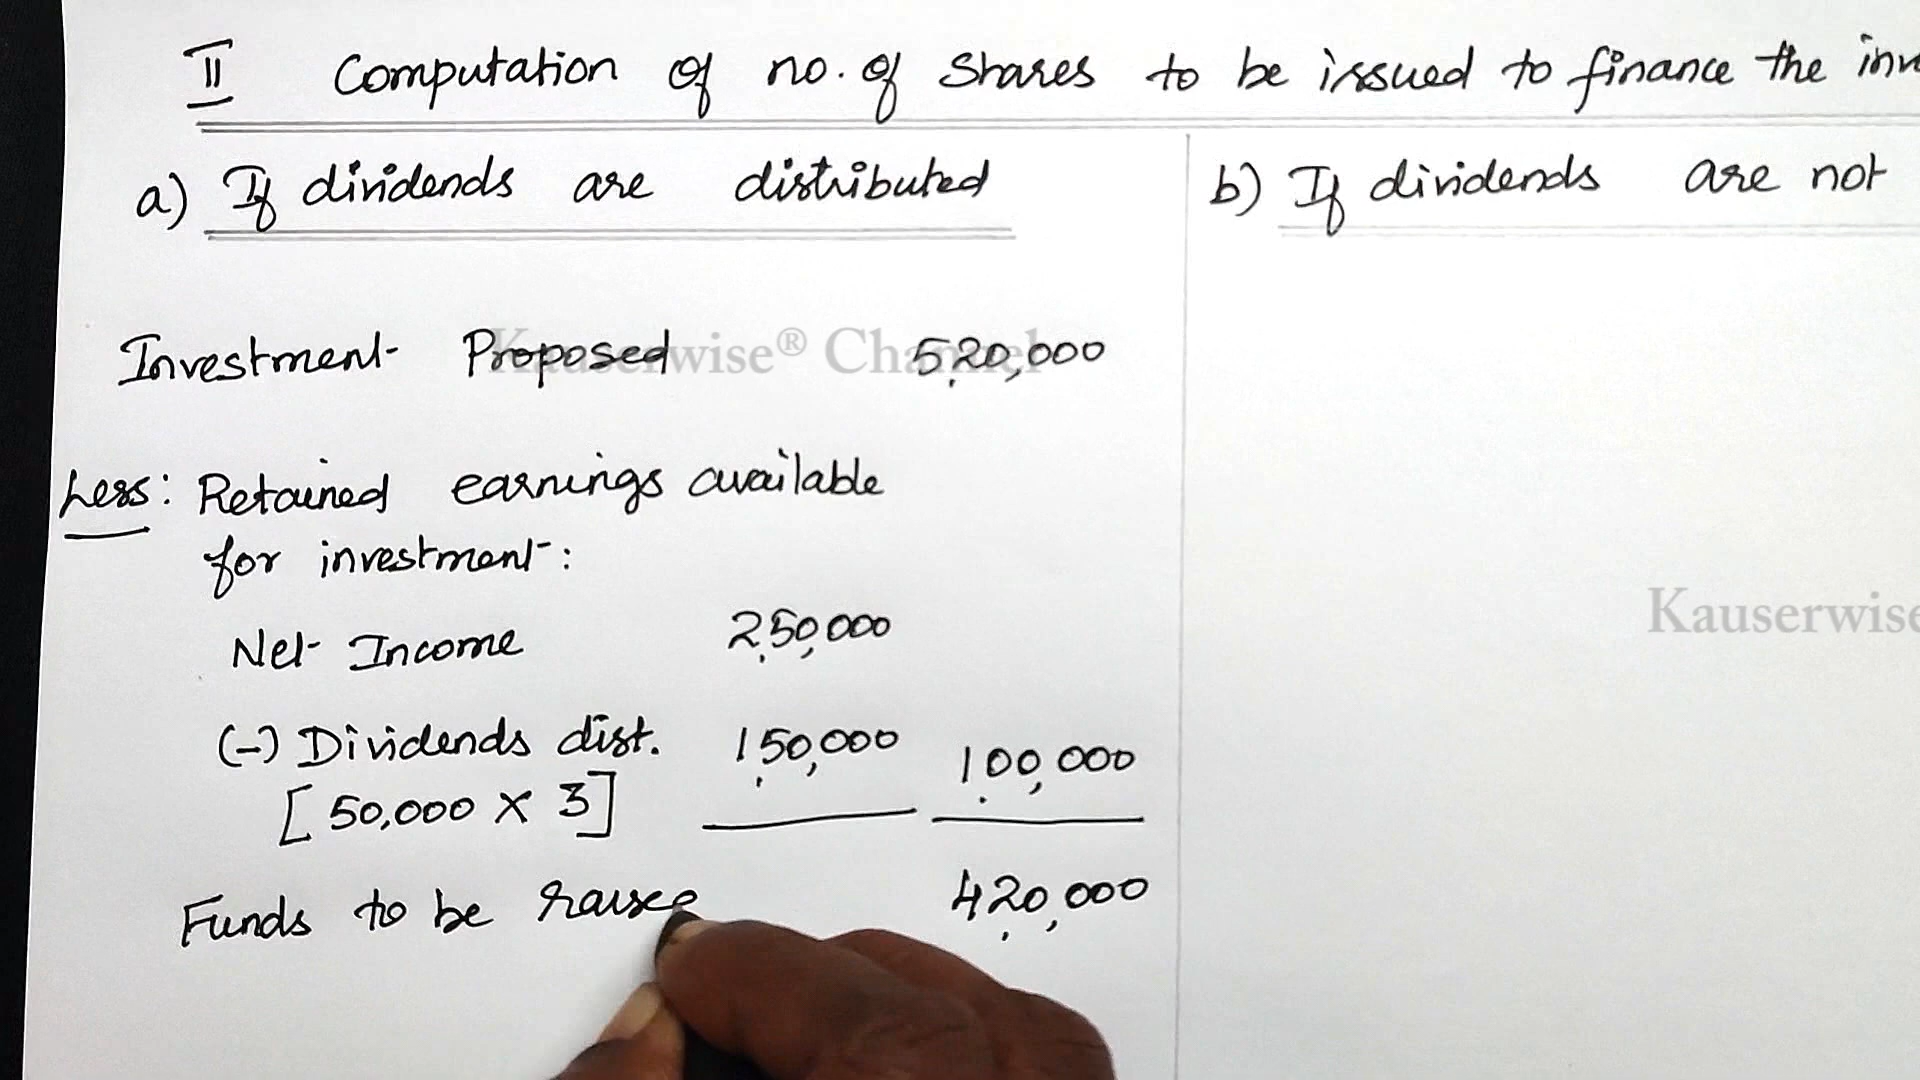 II Computation of no. of Shares to be issued to finance the inv
a) If dividends are distributed
b) If dividends are not
Kauserwise® Channel
Investment Proposed 5,20,000
Less: Retained earnings available
for investment:
Kauserwise
Net Income 2,50,000
(-) Dividends dist. 1,50,000 1,00,000
[50,000 X 3]
Funds to be raise 4,20,000